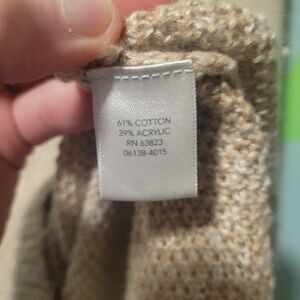 61% COTTON
39% ACRYLIC
RN 63823
06138-4015